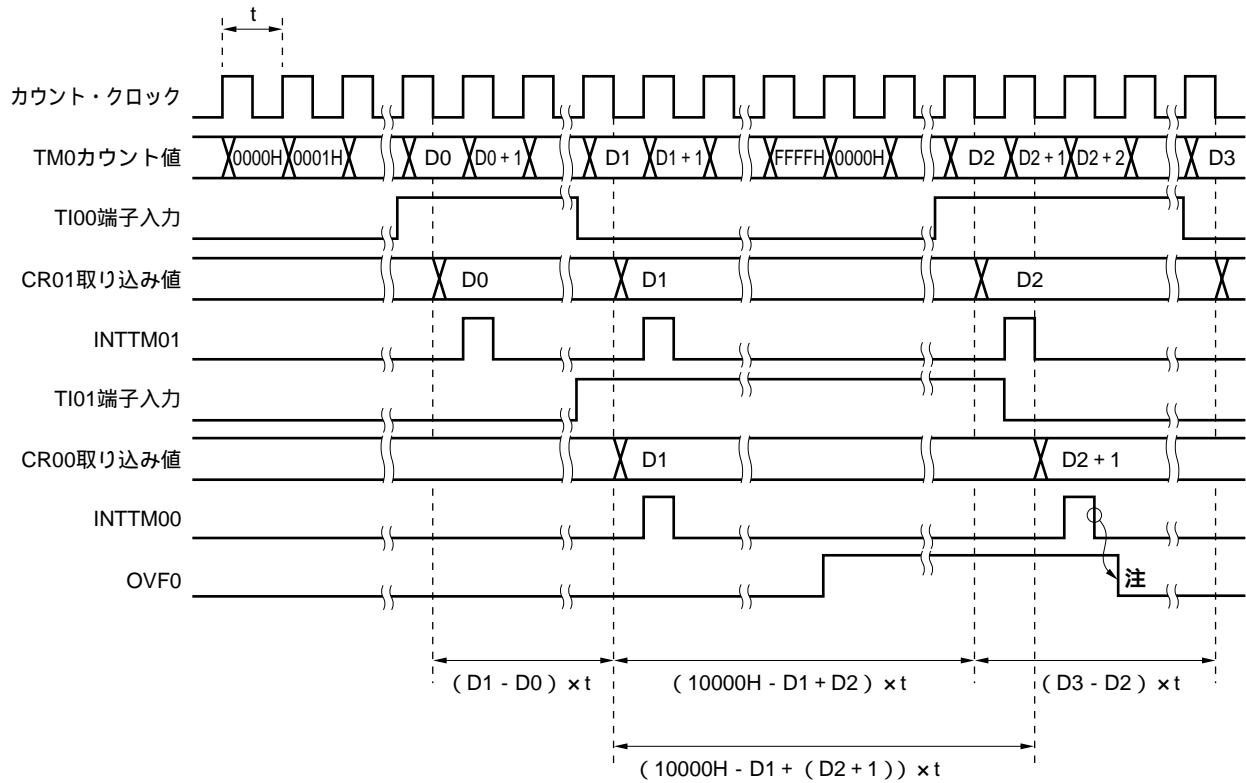 t
カウント・クロック
TM0カウント値 0000H 0001H D0 D0 + 1 D1 D1 + 1 FFFFH 0000H D2 D2 + 1 D2 + 2 D3
TI00端子入力
CR01取り込み値 D0 D1 D2
INTTM01
TI01端子入力
CR00取り込み値 D1 D2 + 1
INTTM00
OVF0 注
(D1 - D0) × t (10000H - D1 + D2) × t (D3 - D2) × t
(10000H - D1 + (D2 + 1)) × t